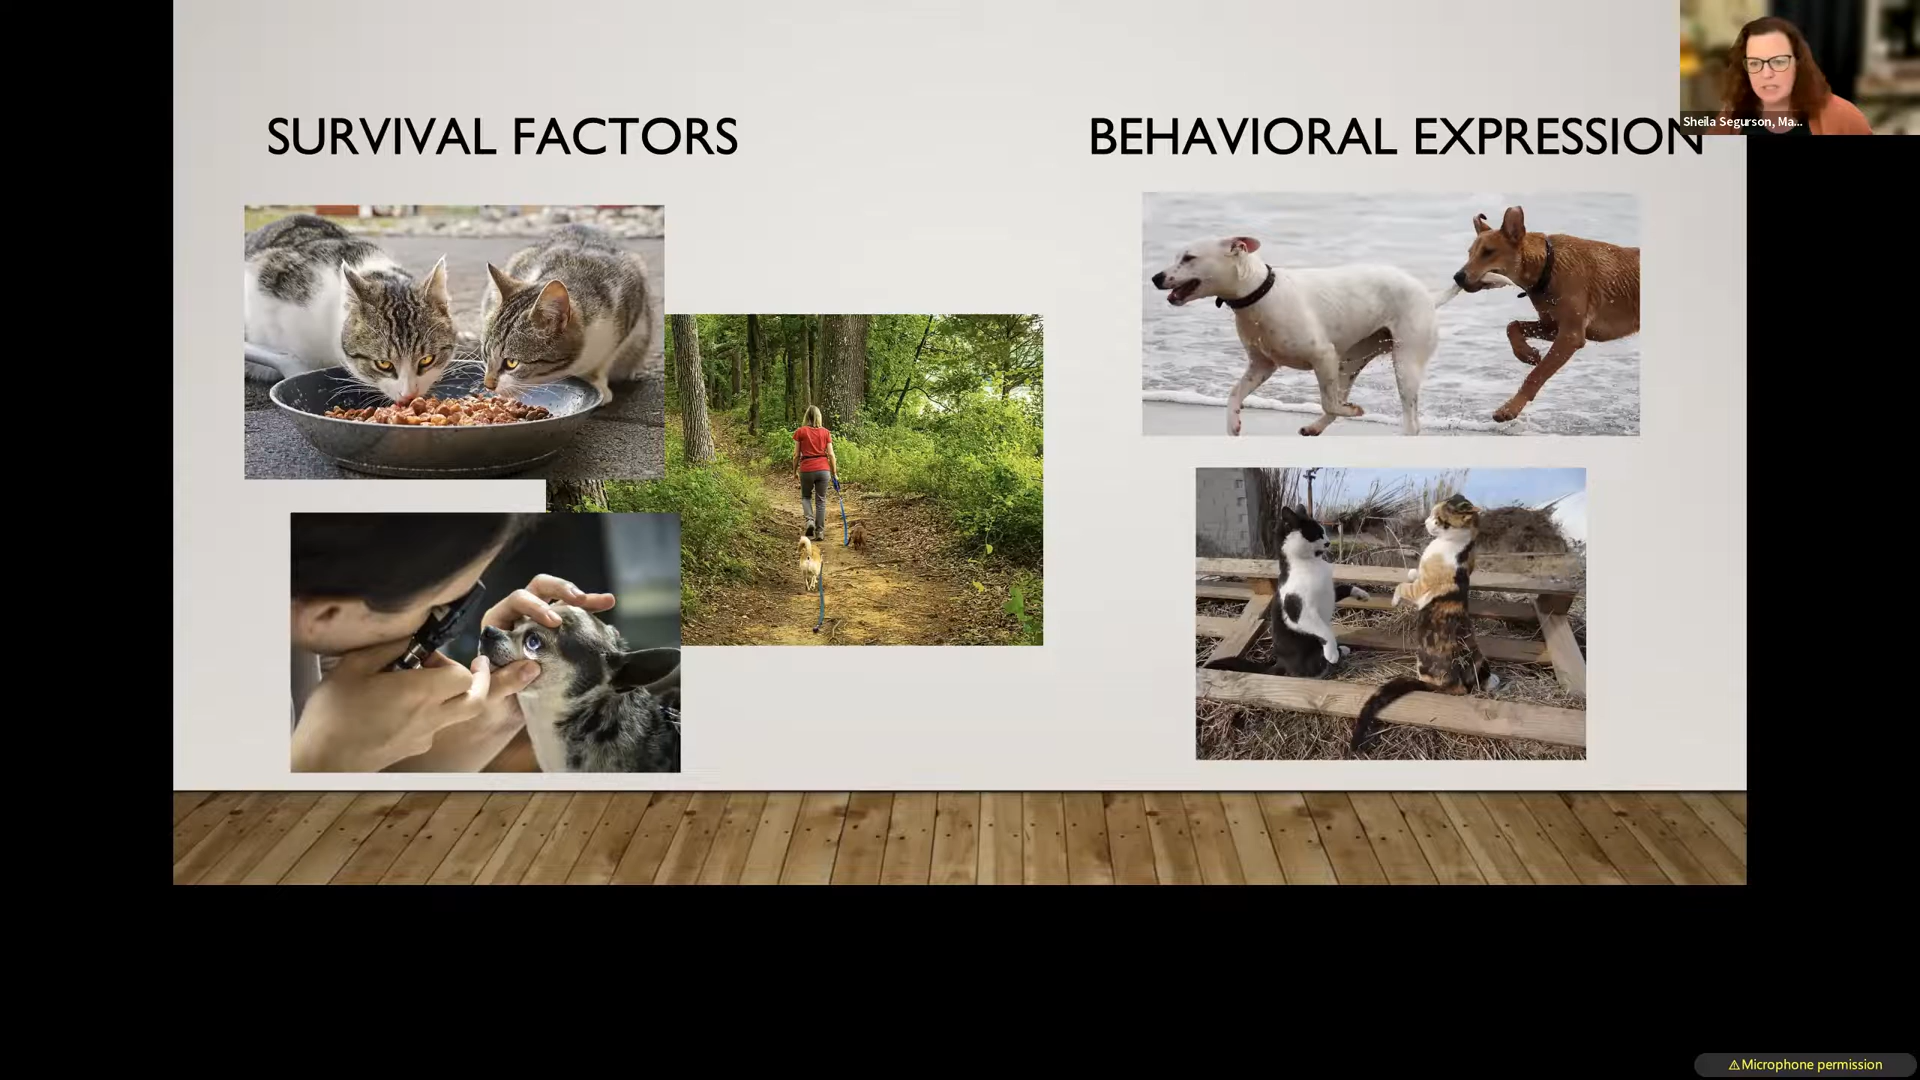 SURVIVAL FACTORS
BEHAVIORAL EXPRESSION
Sheila Segurson, Ma...
⚠Microphone permission